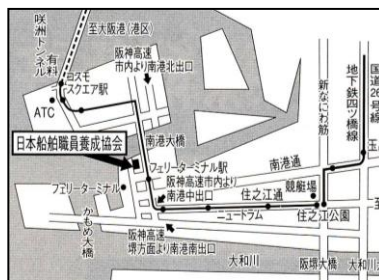 至大阪港(港区)
咲洲トンネル
有料
コスモスクエア駅
阪神高速
市内より南港北出口
ATC
日本船舶職員養成協会
南港大橋
フェリーターミナル駅
フェリーターミナル
かもめ大橋
阪神高速市内より
南港中出口
南港通
競艇場
住之江通
ニュートラム
住之江公園
阪神高速
堺方面より南港南出口
大和川
阪堺大橋
新なにわ筋
地下鉄四ツ橋線
国道26号線
玉
至
大和川